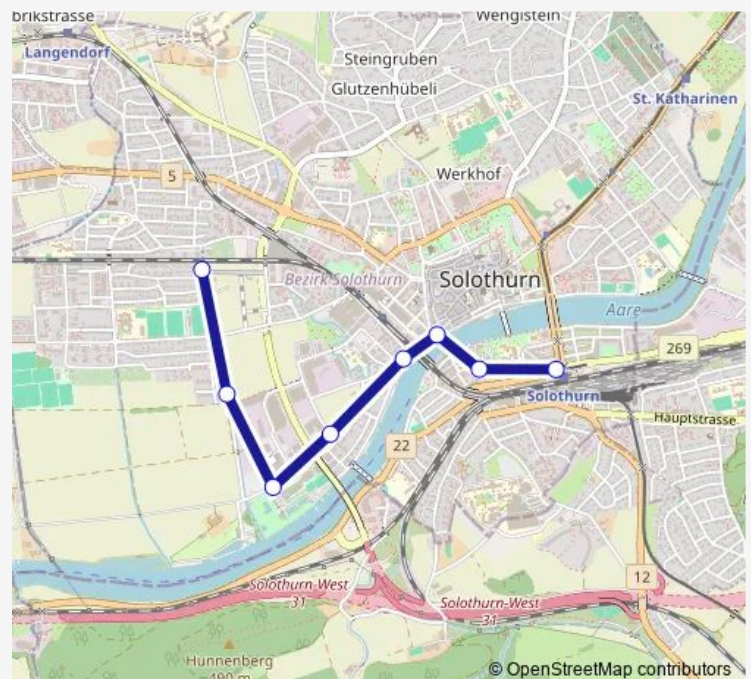 brikstrasse
Wengistein
Langendorf
Steingruben
Glutzenhübeli
St. Katharinen
5
Werkhof
Bezirk Solothurn
Solothurn
Aare
269
Solothurn
Hauptstrasse
22
12
Solothurn-West
31
Solothurn-West
31
Hunnenberg
490 m
© OpenStreetMap contributors